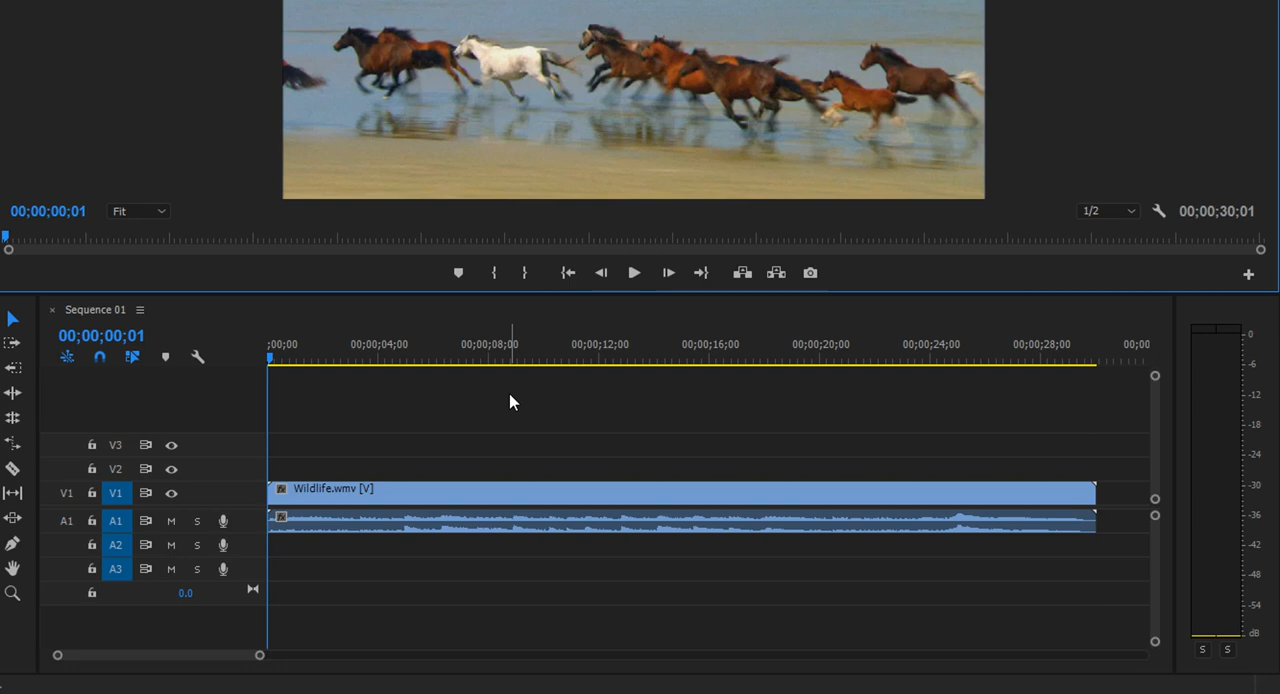 00;00;00;01 Fit 1/2 00;00;30;01
Sequence 01
00;00;00;01
;00;00 00;00;04;00 00;00;08;00 00;00;12;00 00;00;16;00 00;00;20;00 00;00;24;00 00;00;28;00 00;00
V3
V2
V1 V1 Wildlife.wmv [V]
A1 A1 M S
A2 M S
A3 M S
0.0
0
-6
-12
-18
-24
-30
-36
-42
-48
-54
dB
S S